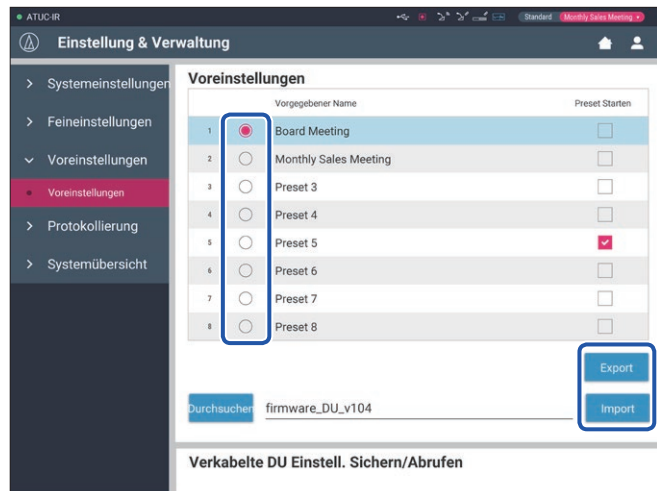 ATUC-IR
Standard Monthly Sales Meeting
Einstellung & Verwaltung
Systemeinstellungen
Feineinstellungen
Voreinstellungen
Voreinstellungen
Protokollierung
Systemübersicht
Voreinstellungen
Vorgegebener Name Preset Starten
1 Board Meeting
2 Monthly Sales Meeting
3 Preset 3
4 Preset 4
5 Preset 5
6 Preset 6
7 Preset 7
8 Preset 8
Export
Durchsuchen firmware_DU_v104 Import
Verkabelte DU Einstell. Sichern/Abrufen